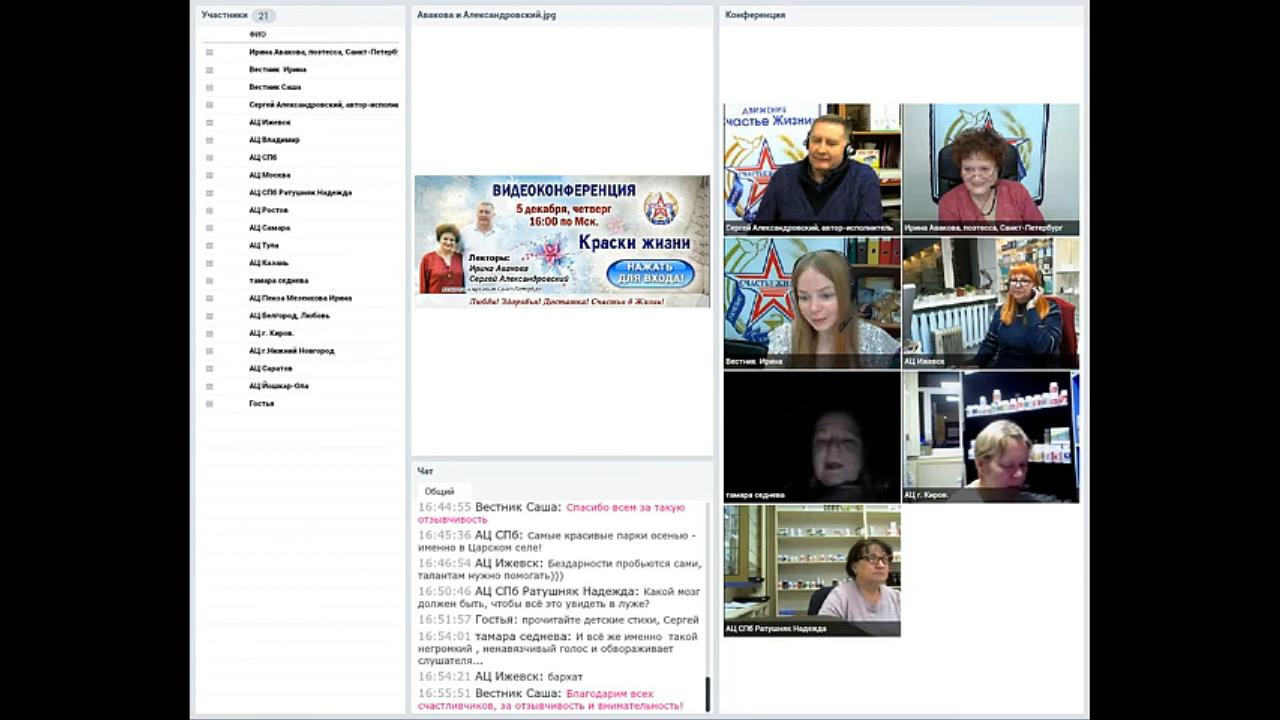 Участники 21
ФИО
Ирина Авакова, поэтесса, Санкт-Петерб
Вестник Ирина
Вестник Саша
Сергей Александровский, автор-исполн
АЦ Ижевск
АЦ Владимир
АЦ СПб
АЦ Москва
АЦ СПб Ратушняк Надежда
АЦ Ростов
АЦ Самара
АЦ Тула
АЦ Казань
тамара седнева
АЦ Пенза Мезенкова Ирина
АЦ Белгород, Любовь
АЦ г. Киров.
АЦ г.Нижний Новгород
АЦ Саратов
АЦ Йошкар-Ола
Гостья
Авакова и Александровский.jpg
ВИДЕОКОНФЕРЕНЦИЯ
5 декабря, четверг
16:00 по Мск.
Краски жизни
Лекторы:
Ирина Авакова
Сергей Александровский
НАЖАТЬ
ДЛЯ ВХОДА!
Любви! Здоровья! Достатка! Счастья в Жизни!
Чат
Общий
16:44:55 Вестник Саша: Спасибо всем за такую
отзывчивость
16:45:36 АЦ СПб: Самые красивые парки осенью -
именно в Царском селе!
16:46:54 АЦ Ижевск: Бездарности пробьются сами,
талантам нужно помогать)))
16:50:46 АЦ СПб Ратушняк Надежда: Какой мозг
должен быть, чтобы всё это увидеть в луже?
16:51:57 Гостья: прочитайте детские стихи, Сергей
16:54:01 тамара седнева: И всё же именно такой
негромкий , ненавязчивый голос и обвораживает
слушателя...
16:54:21 АЦ Ижевск: бархат
16:55:51 Вестник Саша: Благодарим всех
счастливчиков, за отзывчивость и внимательность!
Конференция
ДВИЖЕНИЕ
частье Жизни
Сергей Александровский, автор-исполнитель
Ирина Авакова, поэтесса, Санкт-Петербург
Вестник Ирина
АЦ Ижевск
тамара седнева
АЦ г. Киров.
АЦ СПб Ратушняк Надежда